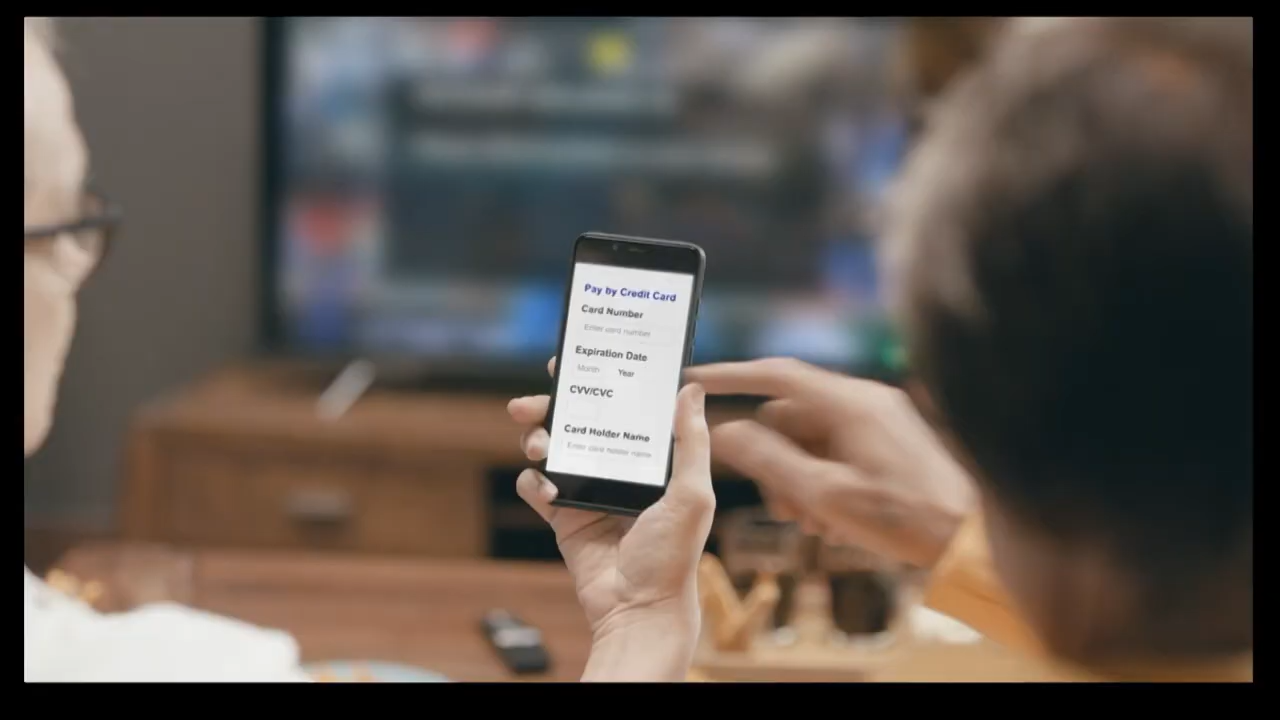 Pay by Credit Card
Card Number
Enter card number
Expiration Date
Month Year
CVV/CVC
Card Holder Name
Enter card holder name